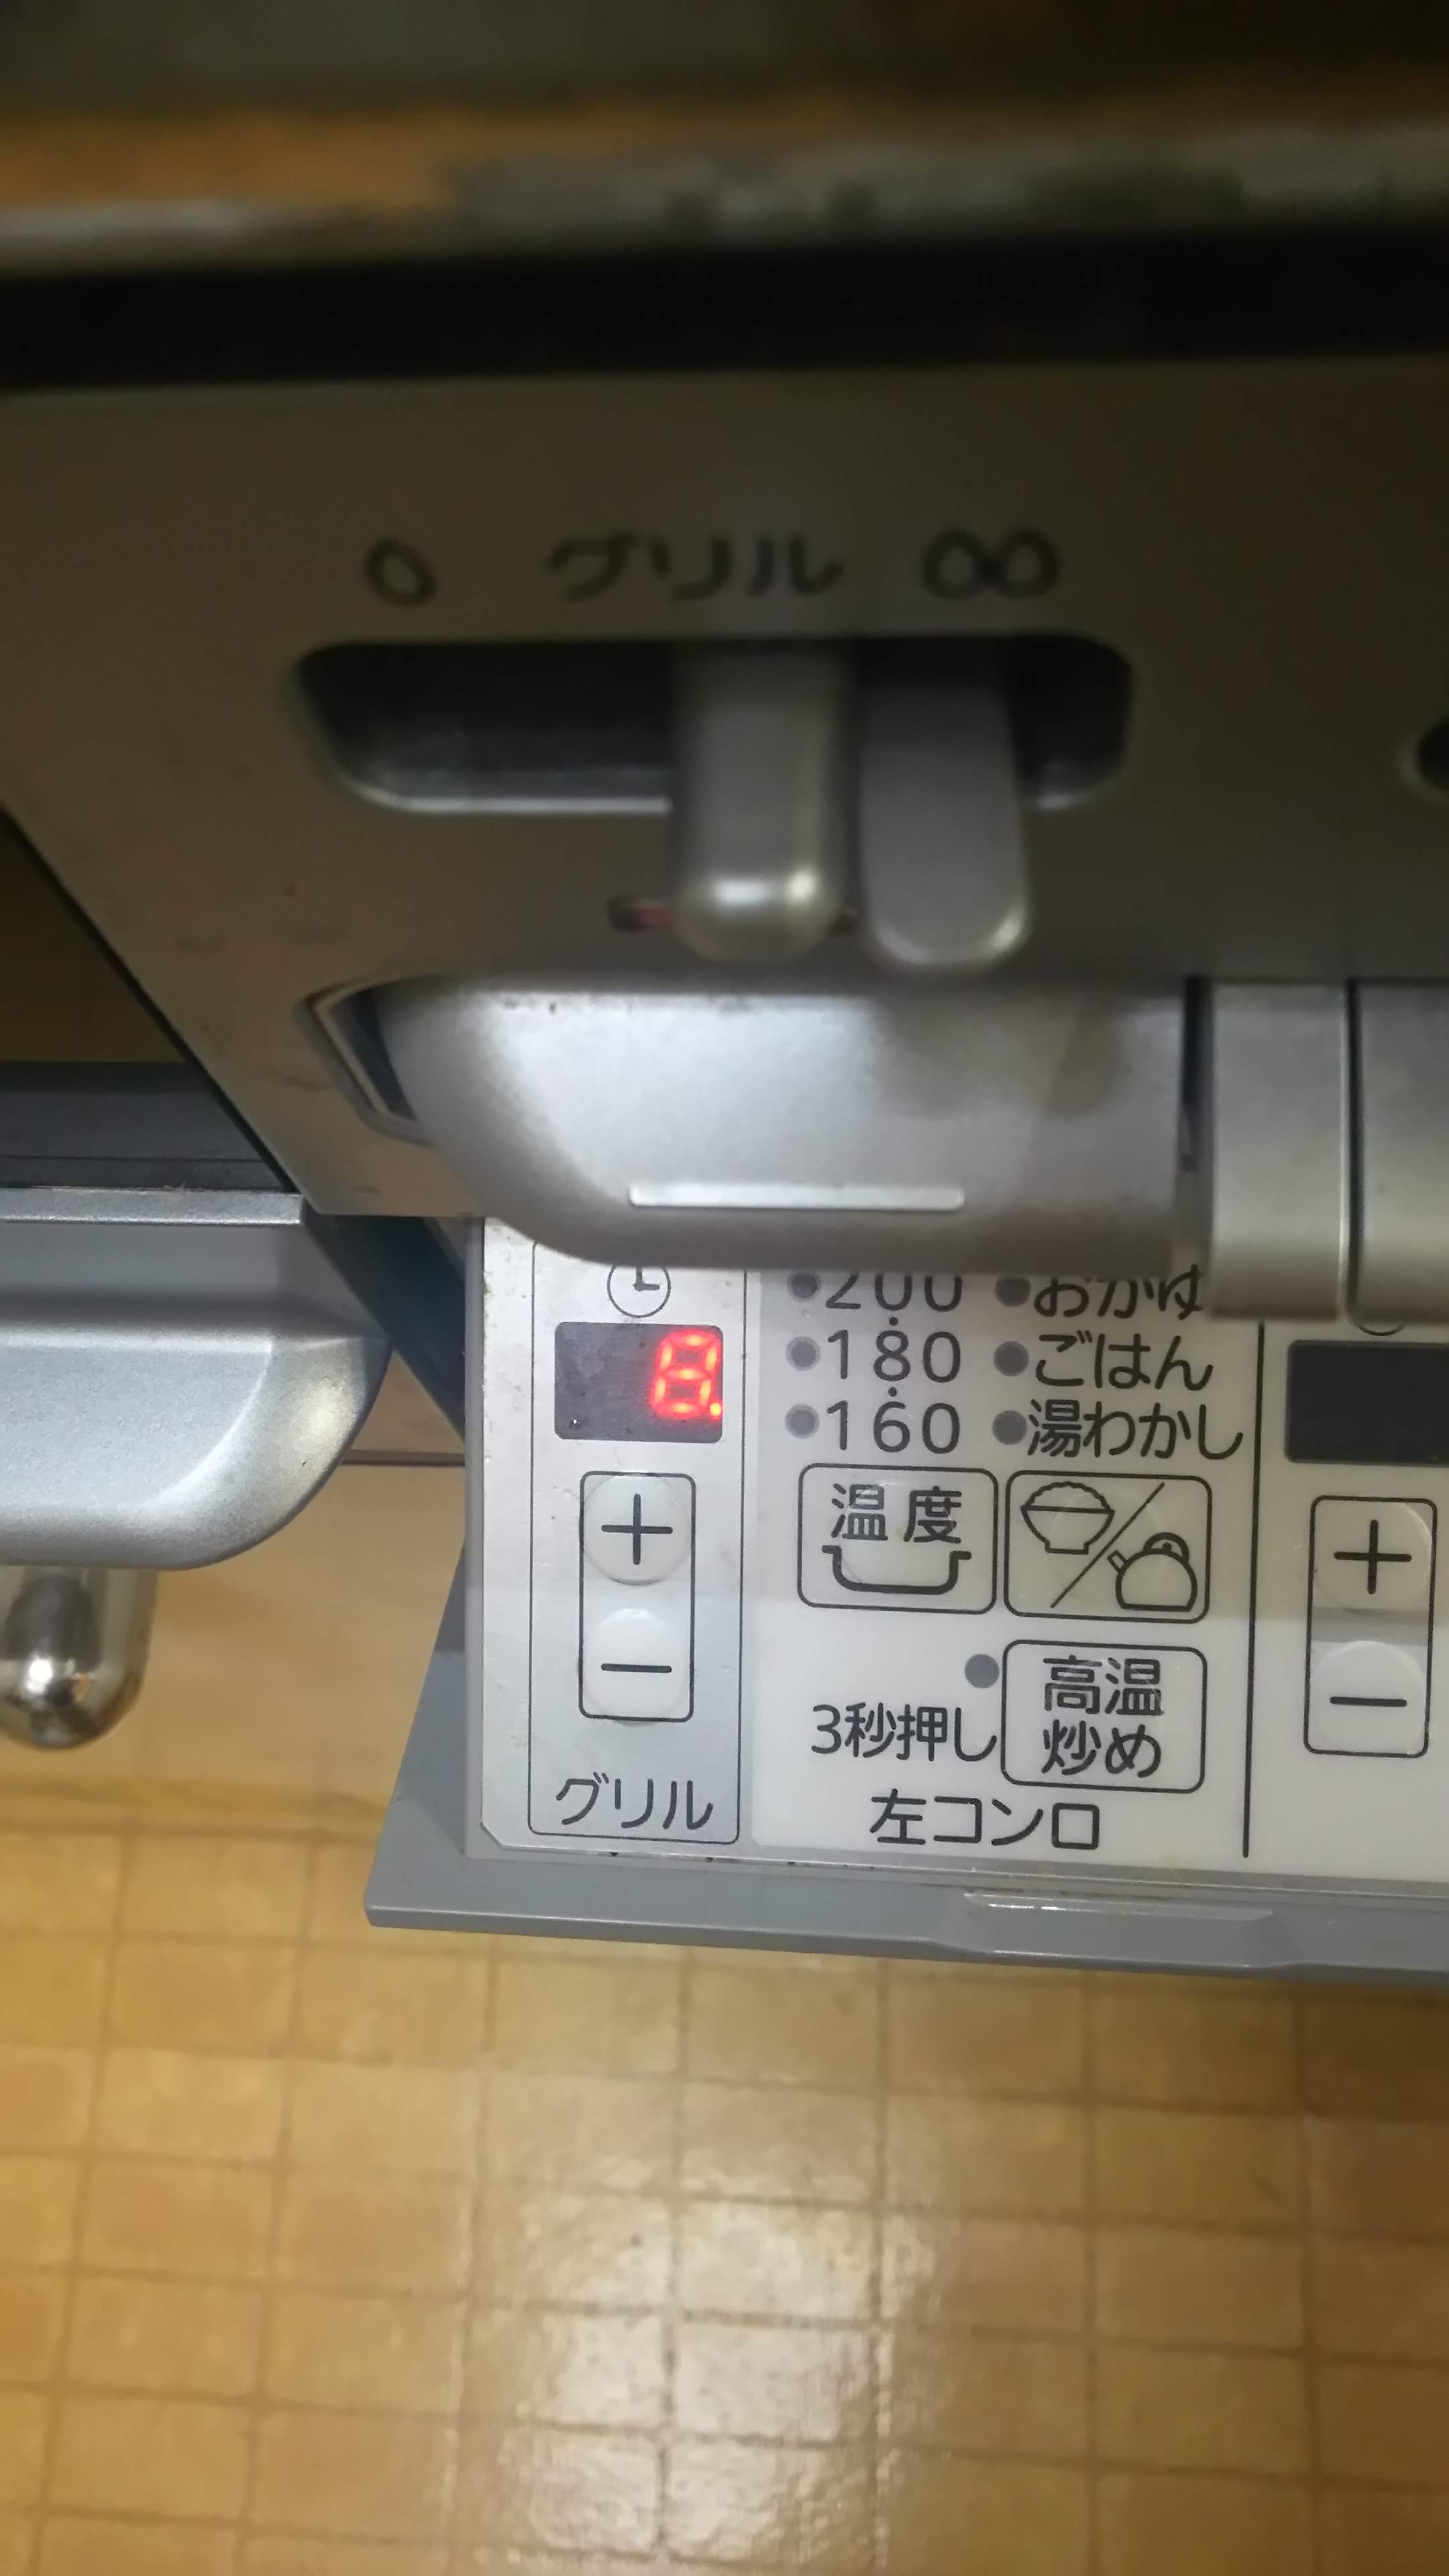 グリル
8.
200
180
160
おかゆ
ごはん
湯わかし
+
−
温度
3秒押し
高温
炒め
グリル
左コンロ
+
−